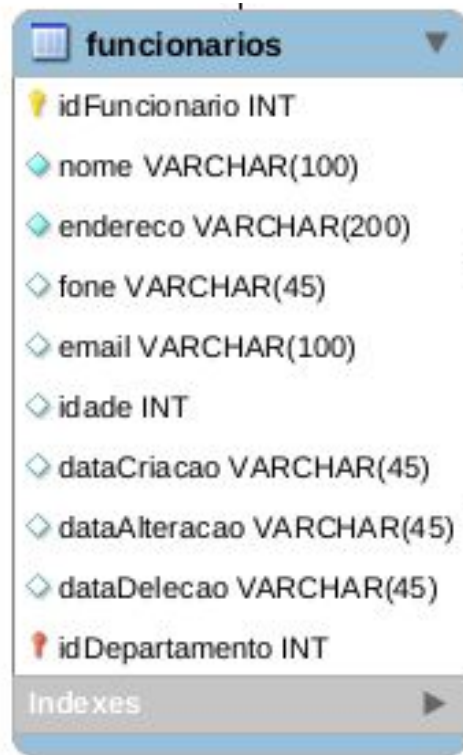 funcionarios
idFuncionario INT
nome VARCHAR(100)
endereco VARCHAR(200)
fone VARCHAR(45)
email VARCHAR(100)
idade INT
dataCriacao VARCHAR(45)
dataAlteracao VARCHAR(45)
dataDelecao VARCHAR(45)
idDepartamento INT
Indexes